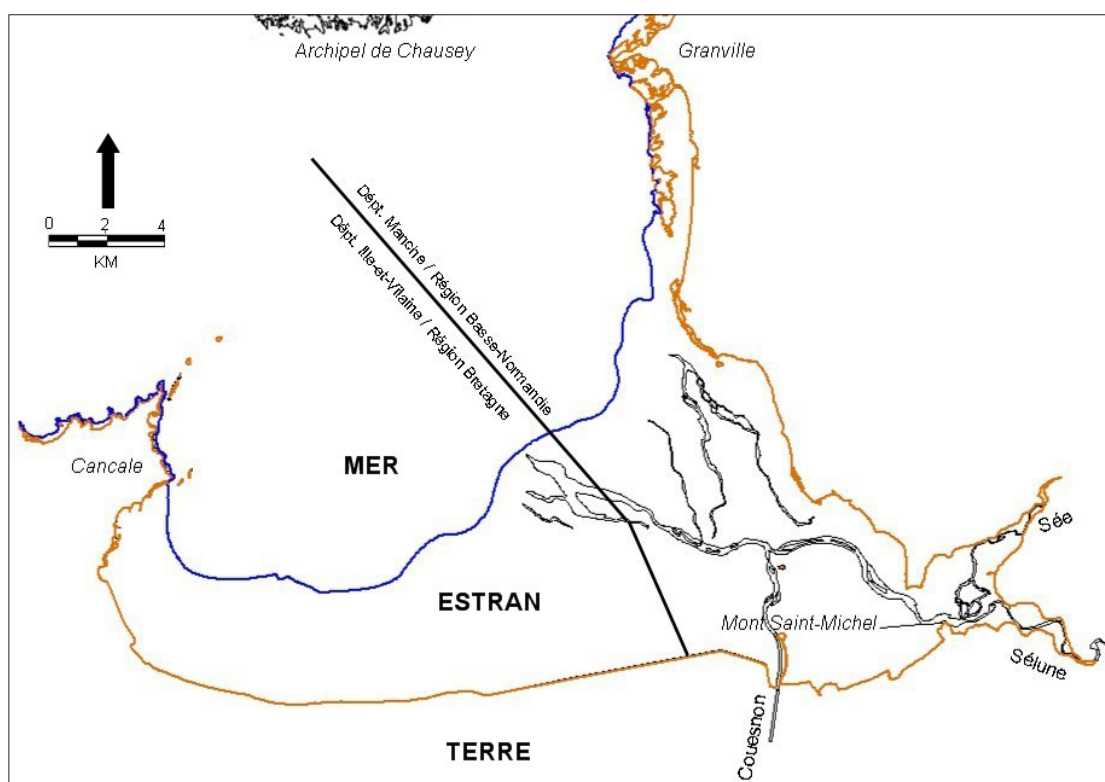 Archipel de Chausey
Granville
0 2 4
KM
Dépt. Manche / Région Basse-Normandie
Dépt. Ille-et-Vilaine / Région Bretagne
Cancale
MER
Sée
ESTRAN
Mont Saint-Michel
Sélune
Couesnon
TERRE